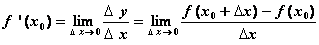 f '(x₀) = lim_{Δx→0} Δy/Δx = lim_{Δx→0} (f(x₀ + Δx) − f(x₀))/Δx